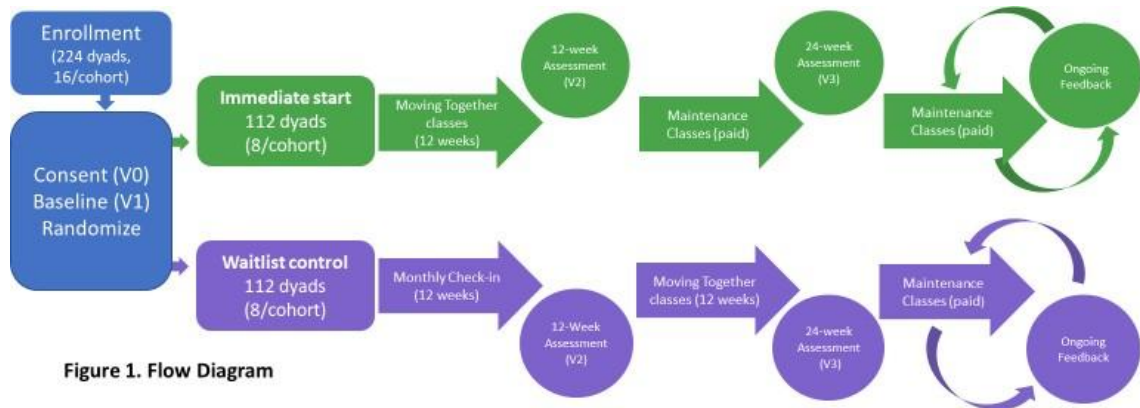 Enrollment
(224 dyads,
16/cohort)
Consent (V0)
Baseline (V1)
Randomize
Immediate start
112 dyads
(8/cohort)
Moving Together
classes
(12 weeks)
12-week
Assessment
(V2)
Maintenance
Classes (paid)
24-week
Assessment
(V3)
Maintenance
Classes (paid)
Ongoing
Feedback
Waitlist control
112 dyads
(8/cohort)
Monthly Check-in
(12 weeks)
12-Week
Assessment
(V2)
Moving Together
classes (12 weeks)
24-week
Assessment
(V3)
Maintenance
Classes (paid)
Ongoing
Feedback
Figure 1. Flow Diagram